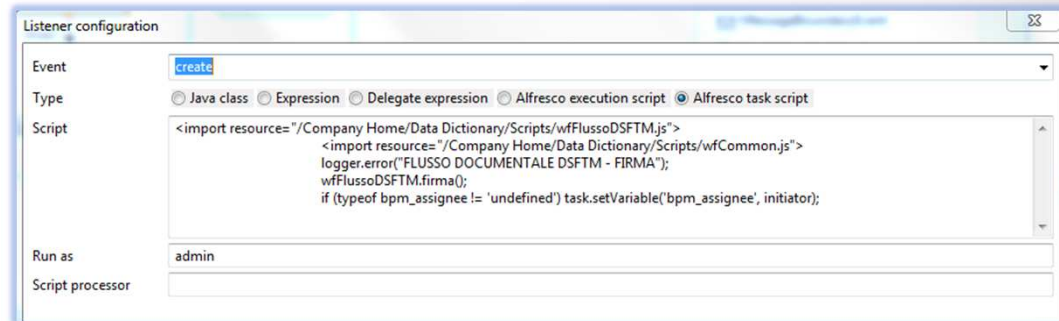 Listener configuration
Event create
Type Java class Expression Delegate expression Alfresco execution script Alfresco task script
Script <import resource="/Company Home/Data Dictionary/Scripts/wfFlussoDSFTM.js">
<import resource="/Company Home/Data Dictionary/Scripts/wfCommon.js">
logger.error("FLUSSO DOCUMENTALE DSFTM - FIRMA");
wfFlussoDSFTM.firma();
if (typeof bpm_assignee != 'undefined') task.setVariable('bpm_assignee', initiator);
Run as admin
Script processor